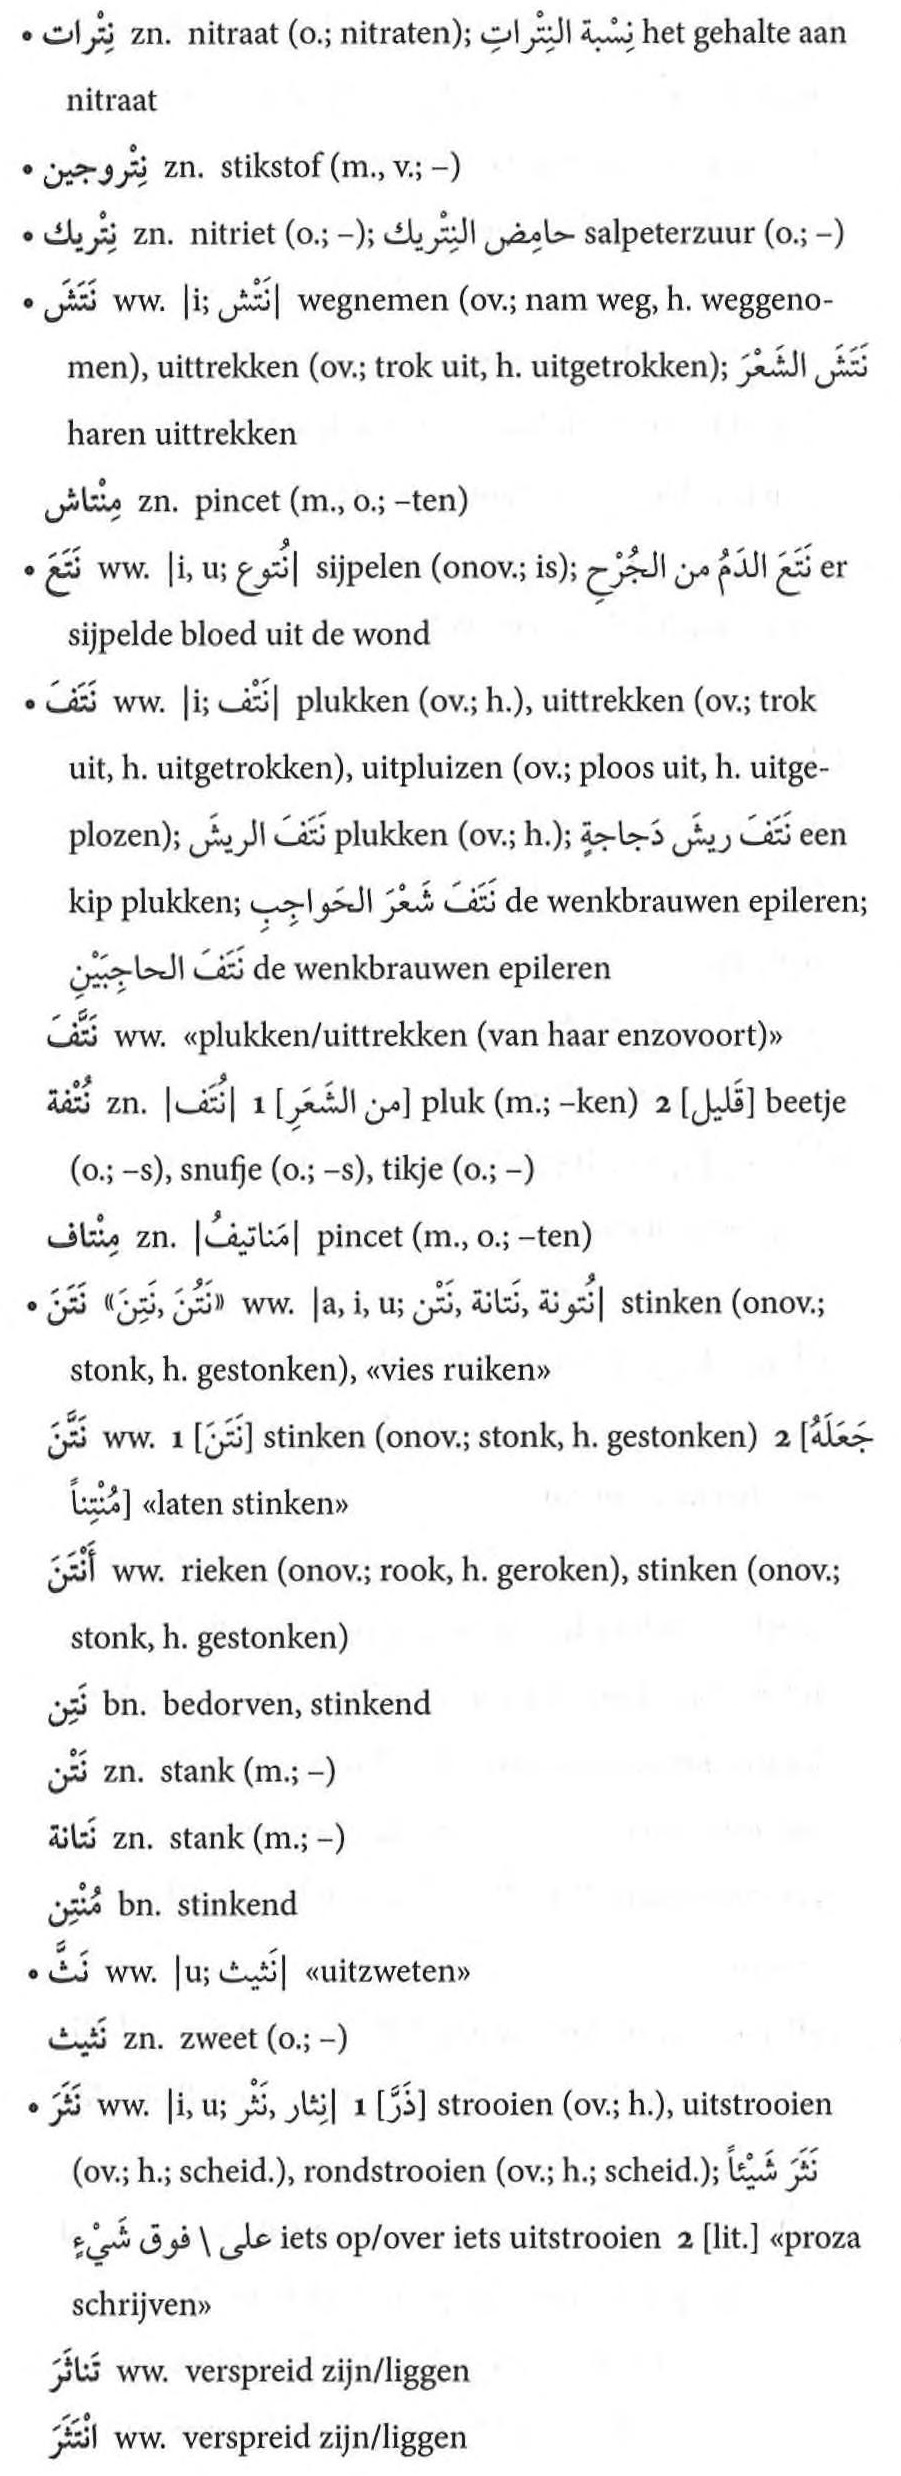 • نِتْرات zn. nitraat (o.; nitraten); نِسْبة النِتْراتِ het gehalte aan
nitraat
• نِتْروجين zn. stikstof (m., v.; –)
• نِتْريك zn. nitriet (o.; –); حامِض النِتْريك salpeterzuur (o.; –)
• نَتَشَ ww. |i; نَتْش| wegnemen (ov.; nam weg, h. weggeno-
men), uittrekken (ov.; trok uit, h. uitgetrokken); نَتَشَ الشَعْرَ
haren uittrekken
مِنْتاش zn. pincet (m., o.; –ten)
• نَتَعَ ww. |i, u; نُتوع| sijpelen (onov.; is); نَتَعَ الدَمُ من الجُرْحِ er
sijpelde bloed uit de wond
• نَتَفَ ww. |i; نَتْف| plukken (ov.; h.), uittrekken (ov.; trok
uit, h. uitgetrokken), uitpluizen (ov.; ploos uit, h. uitge-
plozen); نَتَفَ الريشَ plukken (ov.; h.); نَتَفَ ريشَ دَجاجةٍ een
kip plukken; نَتَفَ شَعْرَ الحَواجِبِ de wenkbrauwen epileren;
نَتَفَ الحاجِبَيْنِ de wenkbrauwen epileren
نَتَّفَ ww. «plukken/uittrekken (van haar enzovoort)»
نُتْفة zn. |نُتَف| 1 [من الشَعَرِ] pluk (m.; –ken) 2 [قَليل] beetje
(o.; –s), snufje (o.; –s), tikje (o.; –)
مِنْتاف zn. |مَناتيفُ| pincet (m., o.; –ten)
• نَتَنَ «نَتِنَ, نَتُنَ» ww. |a, i, u; نَتْن, نَتانة, نُتونة| stinken (onov.;
stonk, h. gestonken), «vies ruiken»
نَتَّنَ ww. 1 [نَتَنَ] stinken (onov.; stonk, h. gestonken) 2 [جَعَلَهُ
مُنْتِناً] «laten stinken»
أَنْتَنَ ww. rieken (onov.; rook, h. geroken), stinken (onov.;
stonk, h. gestonken)
نَتِن bn. bedorven, stinkend
نَتْن zn. stank (m.; –)
نَتانة zn. stank (m.; –)
مُنْتِن bn. stinkend
• نَثَّ ww. |u; نَثيث| «uitzweten»
نَثيث zn. zweet (o.; –)
• نَثَرَ ww. |i, u; نَثْر, نِثار| 1 [ذَرَّ] strooien (ov.; h.), uitstrooien
(ov.; h.; scheid.), rondstrooien (ov.; h.; scheid.); نَثَرَ شَيْئاً
على \ فوق شَيْءٍ iets op/over iets uitstrooien 2 [lit.] «proza
schrijven»
تَناثَرَ ww. verspreid zijn/liggen
انْتَثَرَ ww. verspreid zijn/liggen